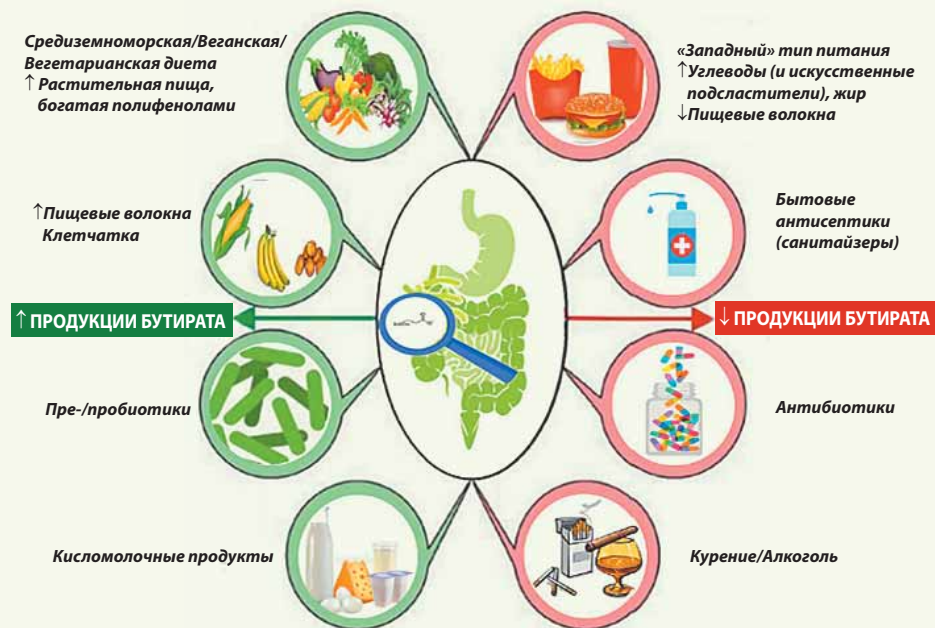 Средиземноморская/Веганская/
Вегетарианская диета
↑ Растительная пища,
богатая полифенолами
«Западный» тип питания
↑Углеводы (и искусственные
подсластители), жир
↓Пищевые волокна
↑Пищевые волокна
Клетчатка
Бытовые
антисептики
(санитайзеры)
↑ ПРОДУКЦИИ БУТИРАТА
↓ ПРОДУКЦИИ БУТИРАТА
Пре-/пробиотики
Антибиотики
Кисломолочные продукты
Курение/Алкоголь